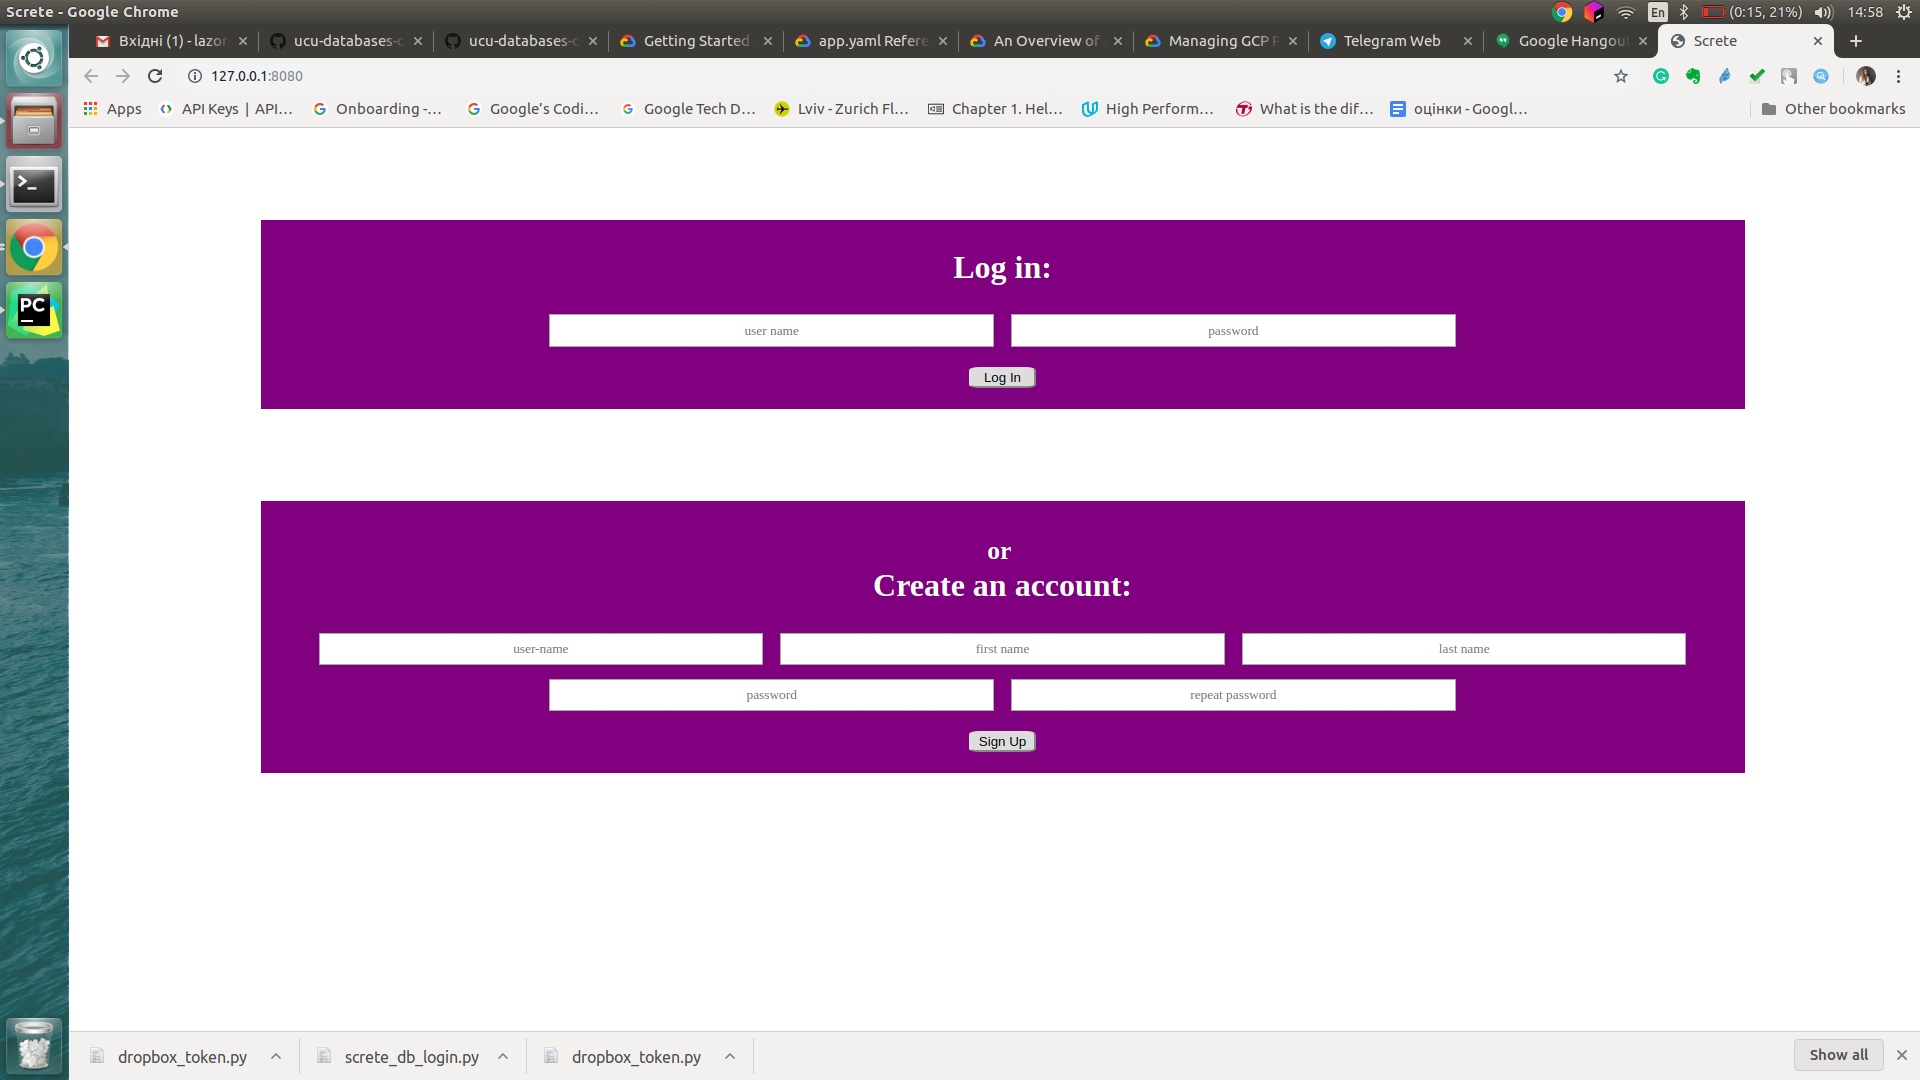 Screte - Google Chrome
En
(0:15, 21%)
14:58
Вхідні (1) - lazor
ucu-databases-c
ucu-databases-c
Getting Started
app.yaml Refere
An Overview of
Managing GCP P
Telegram Web
Google Hangout
Screte
127.0.0.1:8080
Apps
API Keys | API...
Onboarding -...
Google's Codi...
Google Tech D...
Lviv - Zurich Fl...
Chapter 1. Hel...
High Perform...
What is the dif...
оцінки - Googl...
Other bookmarks
PC
Log in:
user name
password
Log In
or
Create an account:
user-name
first name
last name
password
repeat password
Sign Up
dropbox_token.py
screte_db_login.py
dropbox_token.py
Show all